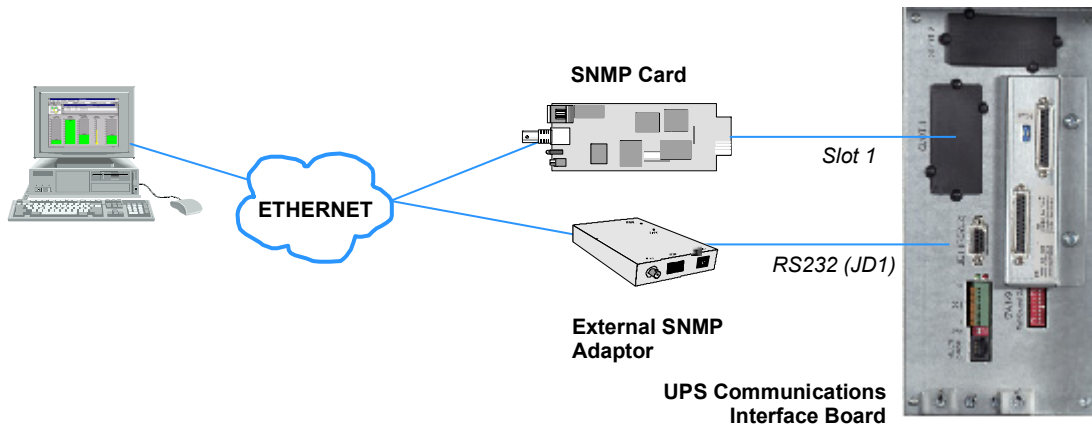 SNMP Card
Slot 1
ETHERNET
RS232 (JD1)
External SNMP
Adaptor
UPS Communications
Interface Board